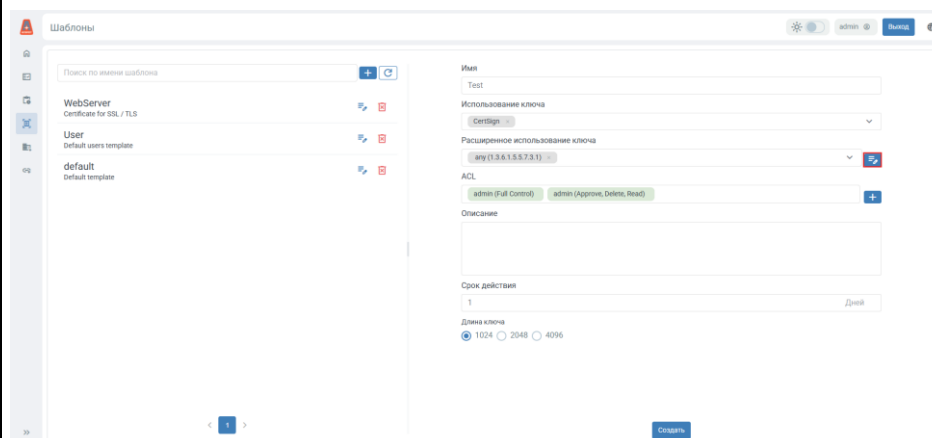 Шаблоны
admin
Выход
Поиск по имени шаблона
WebServer
Certificate for SSL / TLS
User
Default users template
default
Default template
1
Имя
Test
Использование ключа
CertSign ×
Расширенное использование ключа
any (1.3.6.1.5.5.7.3.1) ×
ACL
admin (Full Control) admin (Approve, Delete, Read)
Описание
Срок действия
1 Дней
Длина ключа
1024 2048 4096
Создать